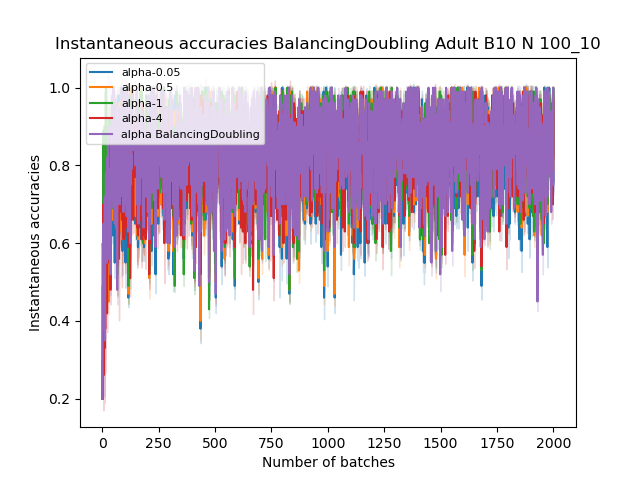 Instantaneous accuracies BalancingDoubling Adult B10 N 100_10
alpha-0.05
alpha-0.5
alpha-1
alpha-4
alpha BalancingDoubling
Instantaneous accuracies
1.0
0.8
0.6
0.4
0.2
0 250 500 750 1000 1250 1500 1750 2000
Number of batches